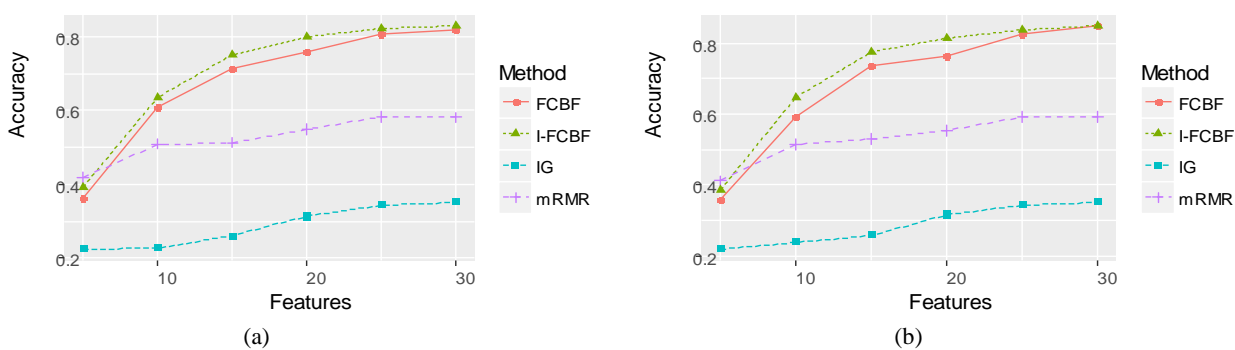 Accuracy
0.8
0.6
0.4
0.2
10
20
30
Features
Method
FCBF
I-FCBF
IG
mRMR
(a)
Accuracy
0.8
0.6
0.4
0.2
10
20
30
Features
Method
FCBF
I-FCBF
IG
mRMR
(b)